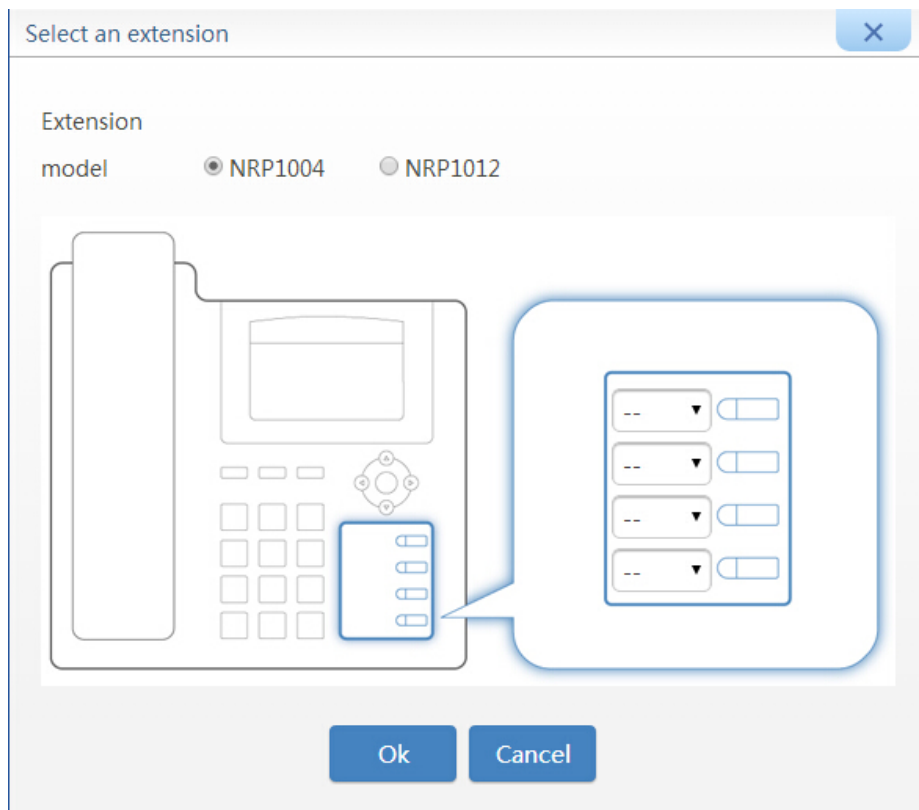 Select an extension
Extension
model NRP1004 NRP1012
--
--
--
--
Ok Cancel